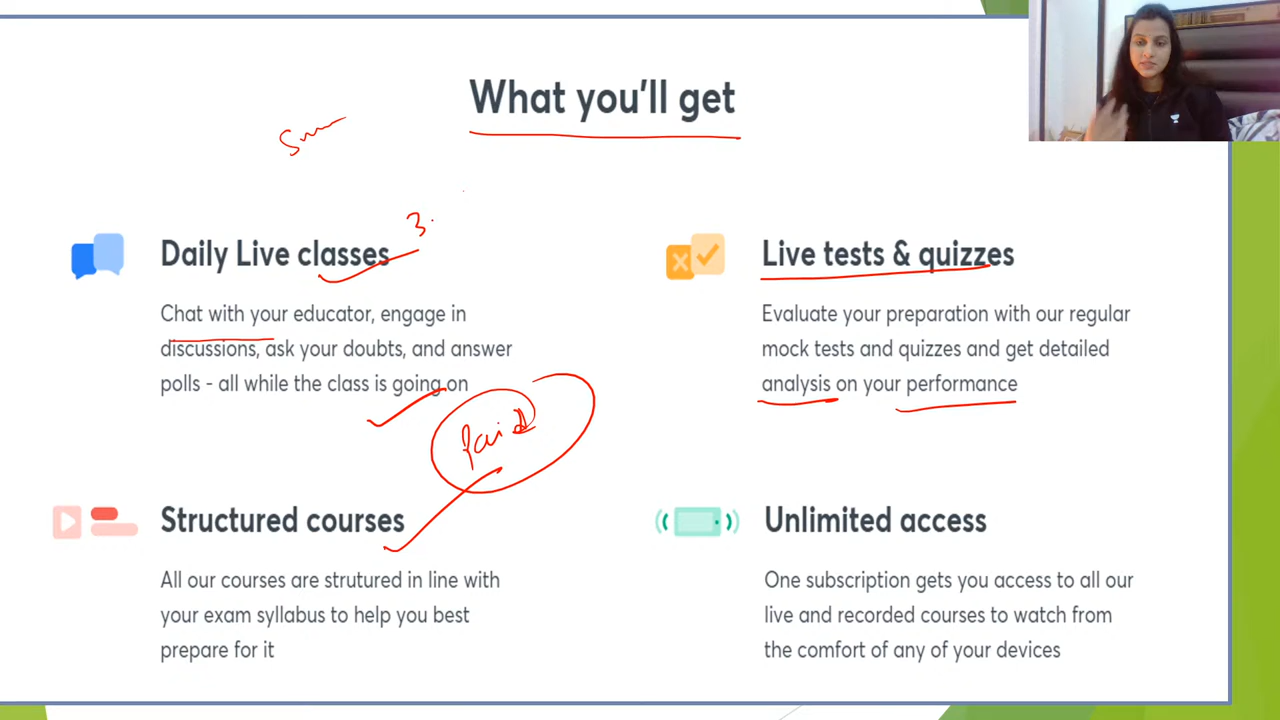 What you'll get
3.
Daily Live classes
Chat with your educator, engage in
discussions, ask your doubts, and answer
polls - all while the class is going on
Paid
Live tests & quizzes
Evaluate your preparation with our regular
mock tests and quizzes and get detailed
analysis on your performance
Structured courses
All our courses are strutured in line with
your exam syllabus to help you best
prepare for it
Unlimited access
One subscription gets you access to all our
live and recorded courses to watch from
the comfort of any of your devices